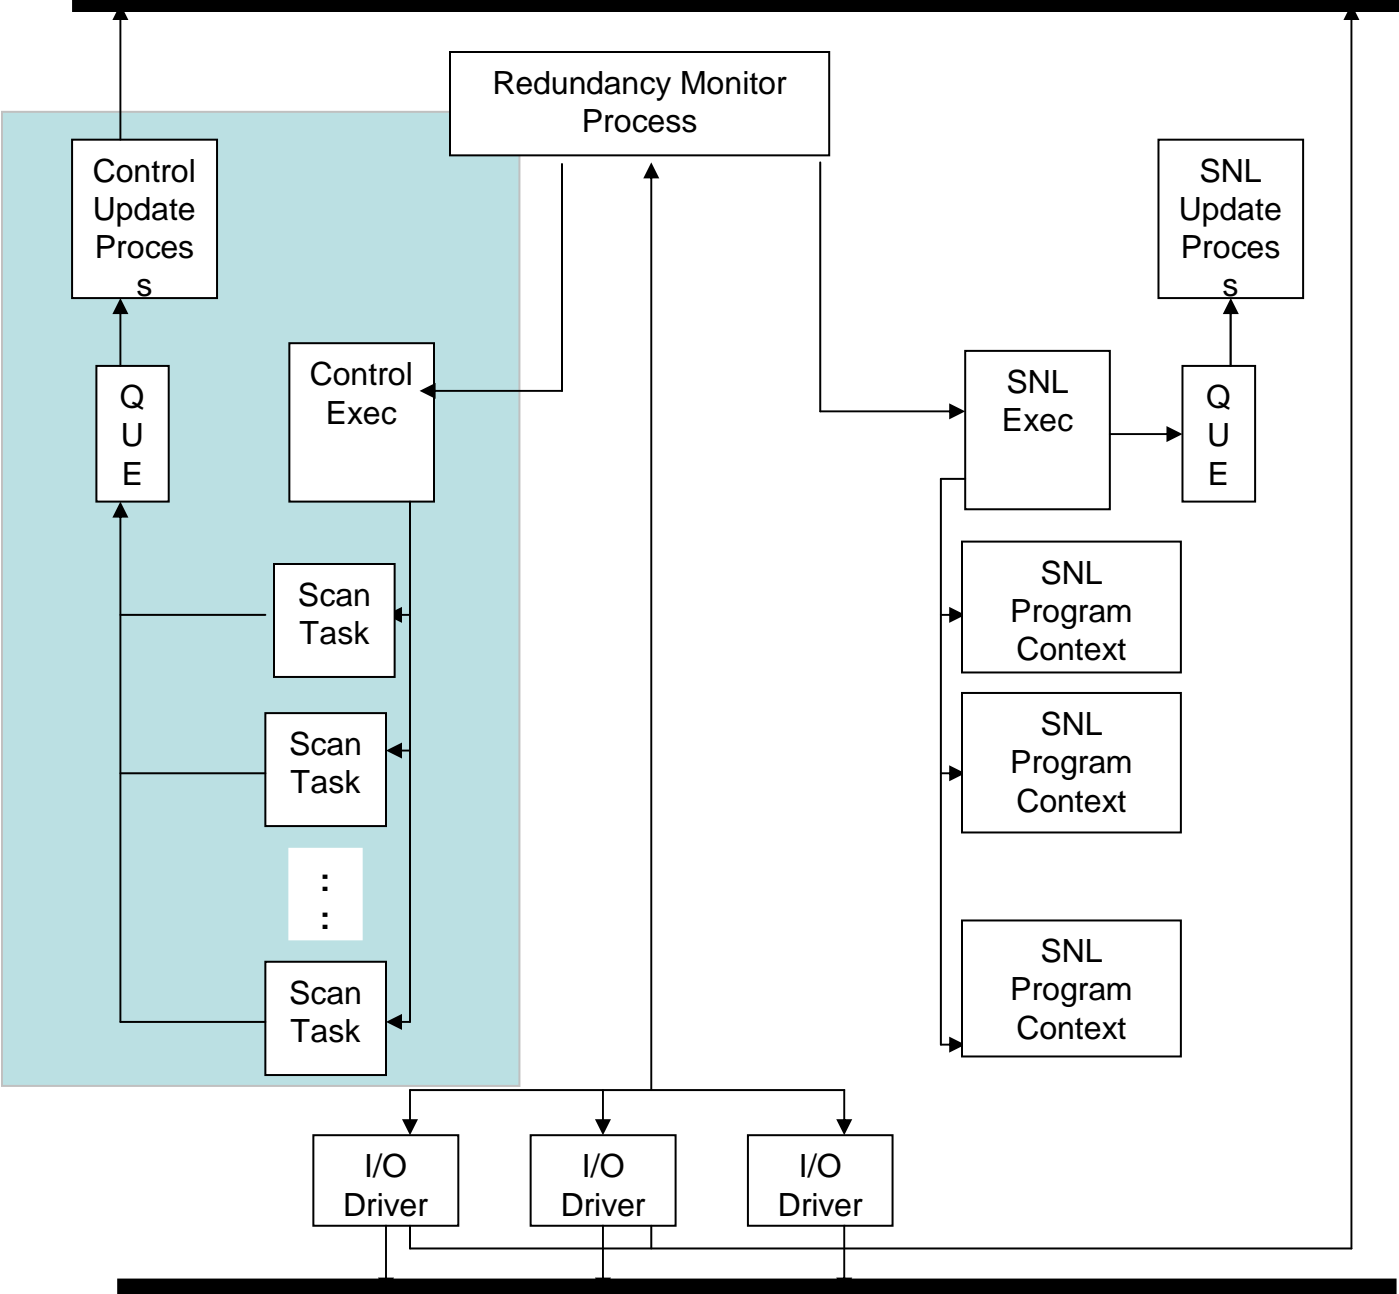 Redundancy Monitor
Process
Control
Update
Proces
s
SNL
Update
Proces
s
Control
Exec
SNL
Exec
Q
U
E
Q
U
E
Scan
Task
SNL
Program
Context
Scan
Task
SNL
Program
Context
:
:
Scan
Task
SNL
Program
Context
I/O
Driver
I/O
Driver
I/O
Driver